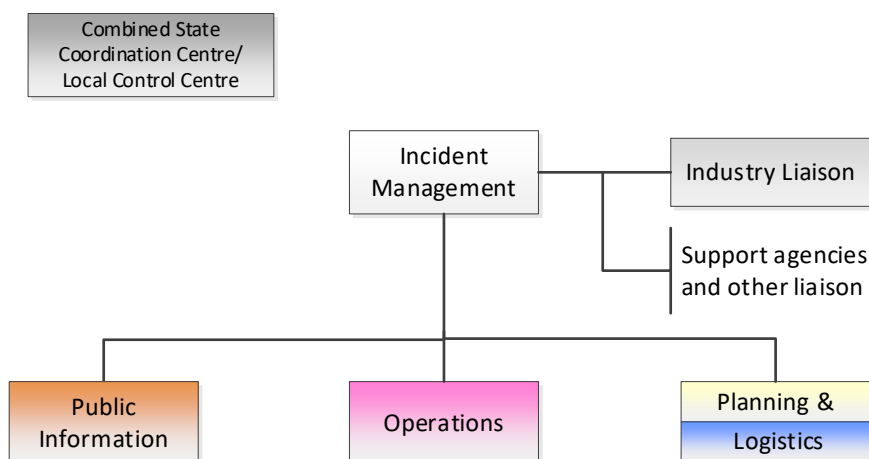 Combined State
Coordination Centre/
Local Control Centre
Incident
Management
Industry Liaison
Support agencies
and other liaison
Public
Information
Operations
Planning &
Logistics